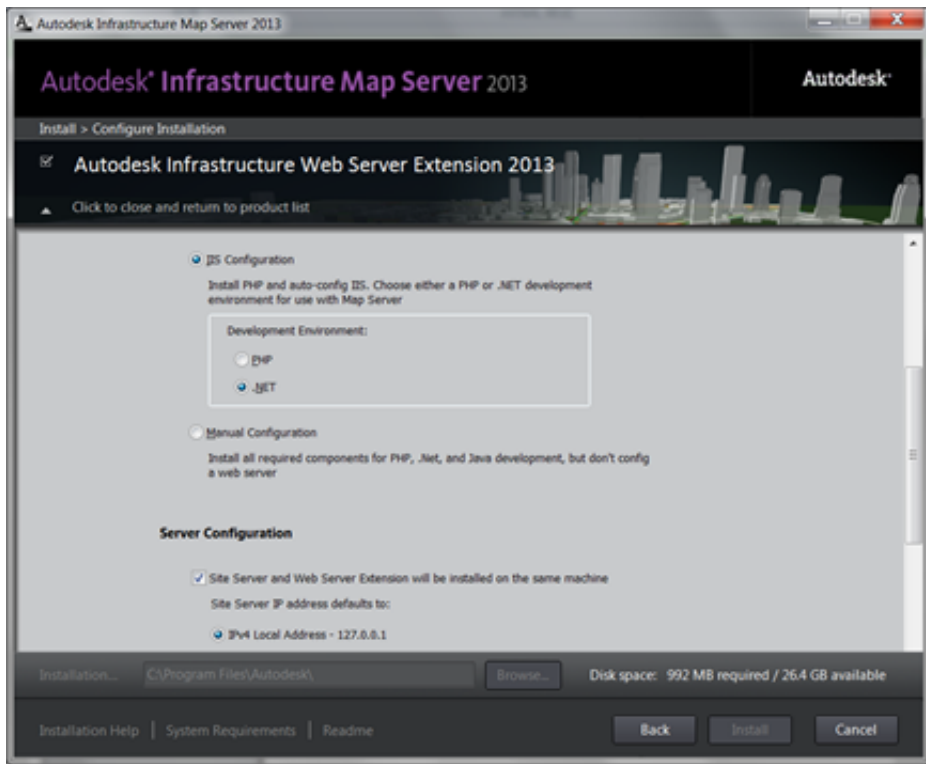 Autodesk Infrastructure Map Server 2013
Autodesk® Infrastructure Map Server 2013
Autodesk®
Install > Configure Installation
Autodesk Infrastructure Web Server Extension 2013
Click to close and return to product list
IIS Configuration
Install PHP and auto-config IIS. Choose either a PHP or .NET development
environment for use with Map Server
Development Environment:
PHP
.NET
Manual Configuration
Install all required components for PHP, .Net, and Java development, but don't config
a web server
Server Configuration
Site Server and Web Server Extension will be installed on the same machine
Site Server IP address defaults to:
IPv4 Local Address - 127.0.0.1
Installation... C:\Program Files\Autodesk\ Browse... Disk space: 992 MB required / 26.4 GB available
Installation Help | System Requirements | Readme Back Install Cancel